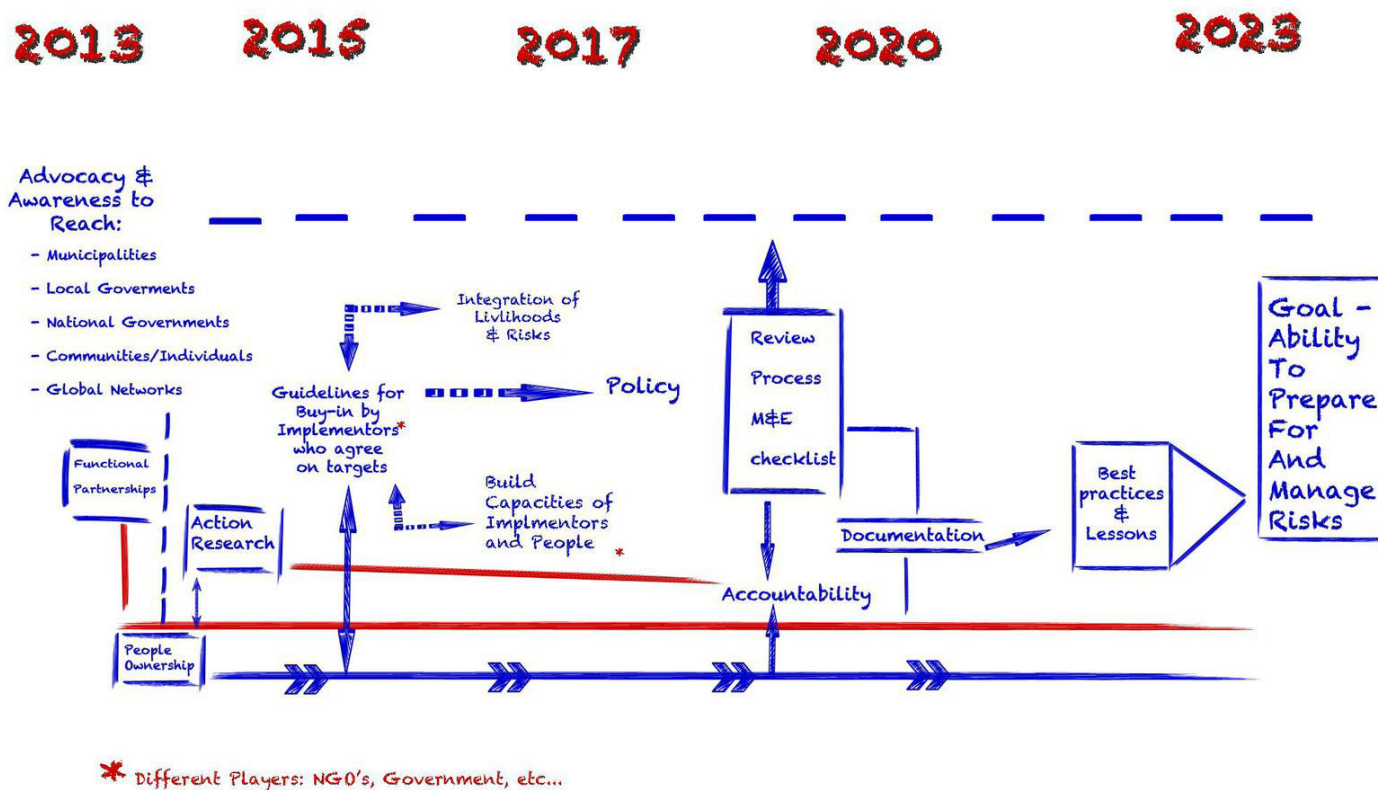 2013
2015
2017
2020
2023
Advocacy &
Awareness to
Reach:
- Municipalities
- Local Goverments
- National Governments
- Communities/Individuals
- Global Networks
Functional
Partnerships
Action
Research
People
Ownership
Guidelines for
Buy-in by
Implementors*
who agree
on targets
Integration of
Livlihoods
& Risks
Policy
Build
Capacities of
Implmentors
and People
*
Review
Process
M&E
checklist
Accountability
Documentation
Best
practices
&
Lessons
Goal -
Ability
To
Prepare
For
And
Manage
Risks
* Different Players: NGO's, Government, etc...